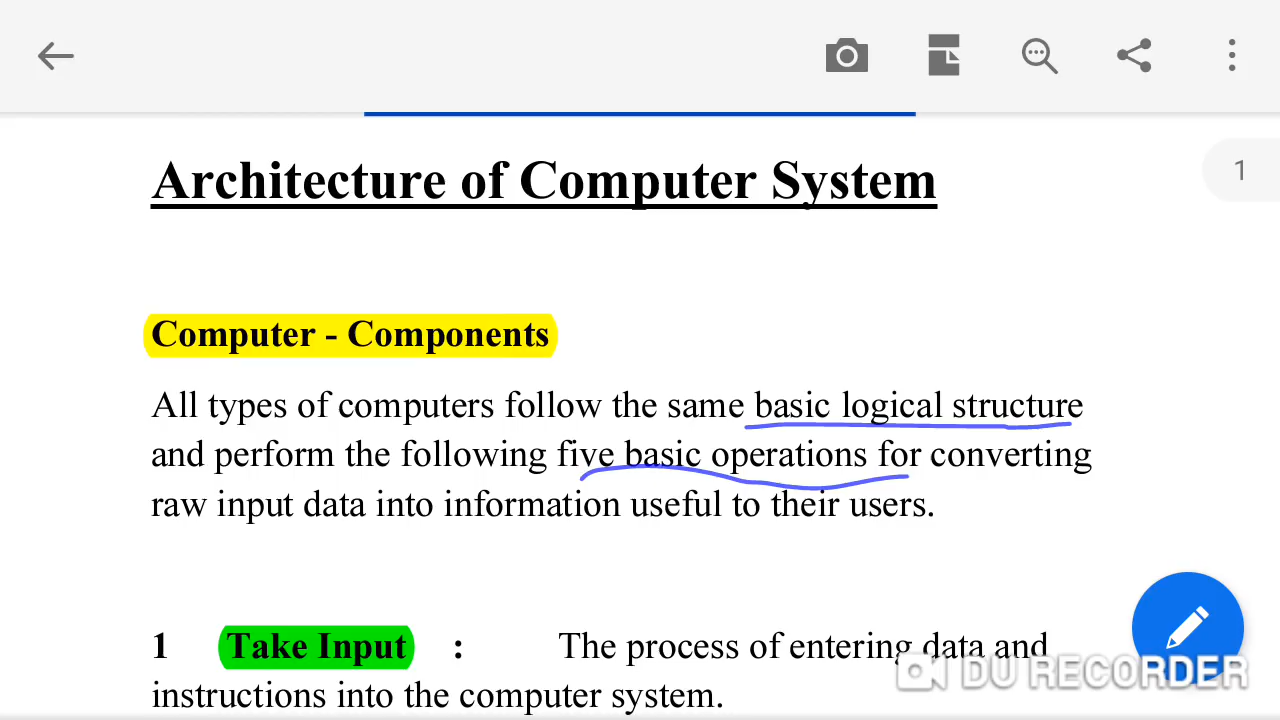 1
Architecture of Computer System
Computer - Components
All types of computers follow the same basic logical structure
and perform the following five basic operations for converting
raw input data into information useful to their users.
1 Take Input : The process of entering data and
instructions into the computer system.
DU RECORDER